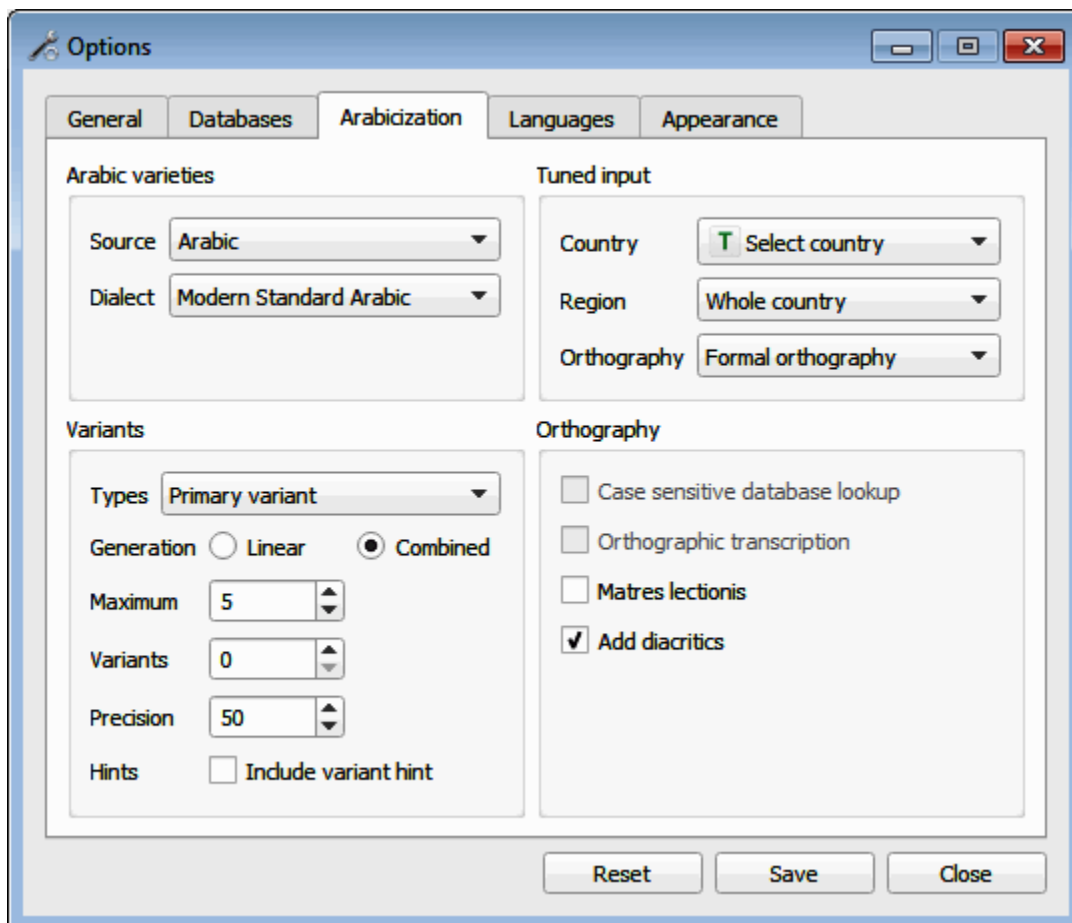 Options
General Databases Arabicization Languages Appearance
Arabic varieties
Source Arabic
Dialect Modern Standard Arabic
Tuned input
Country T Select country
Region Whole country
Orthography Formal orthography
Variants
Types Primary variant
Generation Linear Combined
Maximum 5
Variants 0
Precision 50
Hints Include variant hint
Orthography
Case sensitive database lookup
Orthographic transcription
Matres lectionis
Add diacritics
Reset Save Close